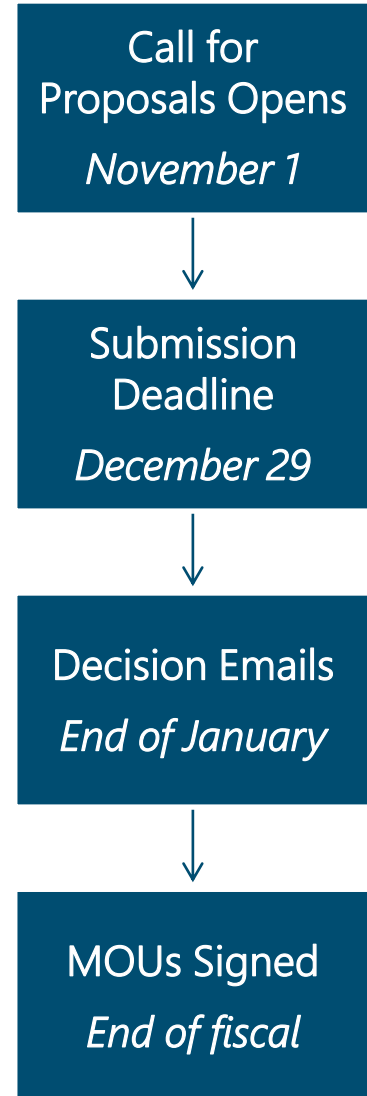 Call for
Proposals Opens
November 1
Submission
Deadline
December 29
Decision Emails
End of January
MOUs Signed
End of fiscal